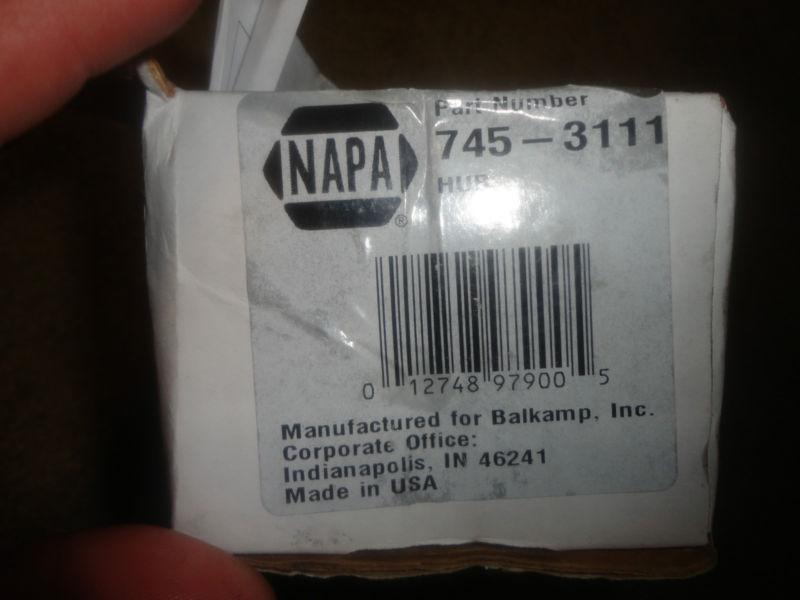 NAPA
®
Part Number
745-3111
HUB
0 12748 97900 5
Manufactured for Balkamp, Inc.
Corporate Office:
Indianapolis, IN 46241
Made in USA